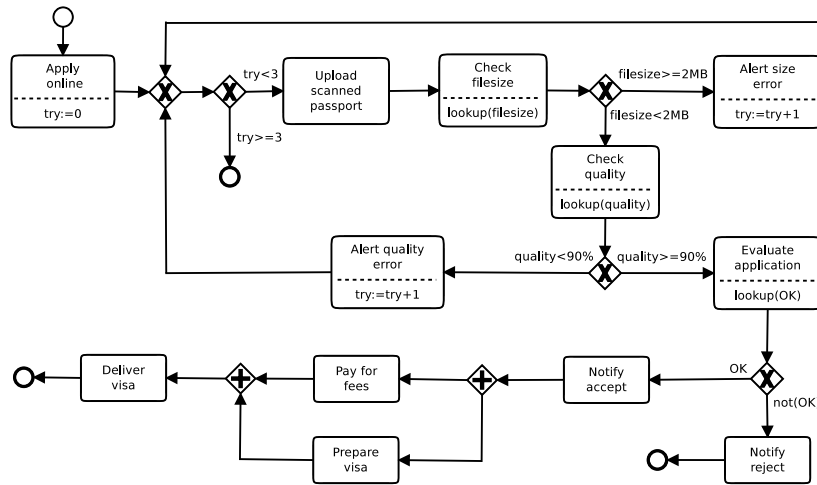 Apply
online
try:=0
try<3
try>=3
Upload
scanned
passport
Check
filesize
lookup(filesize)
filesize>=2MB
filesize<2MB
Alert size
error
try:=try+1
Check
quality
lookup(quality)
quality<90%
quality>=90%
Alert quality
error
try:=try+1
Evaluate
application
lookup(OK)
OK
not(OK)
Notify
accept
Pay for
fees
Deliver
visa
Prepare
visa
Notify
reject